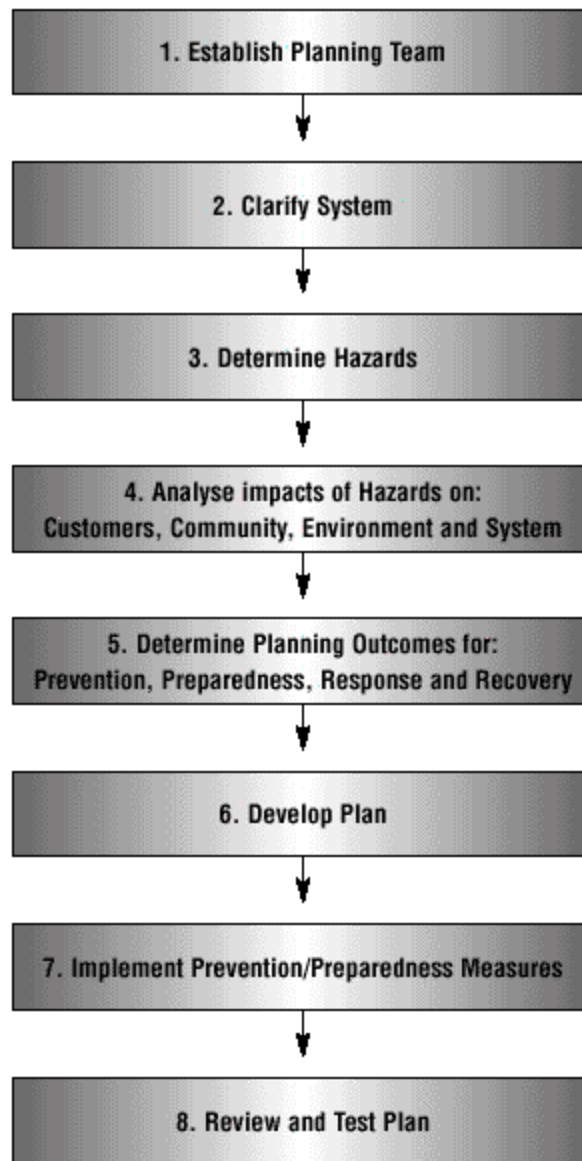 1. Establish Planning Team
2. Clarify System
3. Determine Hazards
4. Analyse impacts of Hazards on:
Customers, Community, Environment and System
5. Determine Planning Outcomes for:
Prevention, Preparedness, Response and Recovery
6. Develop Plan
7. Implement Prevention/Preparedness Measures
8. Review and Test Plan